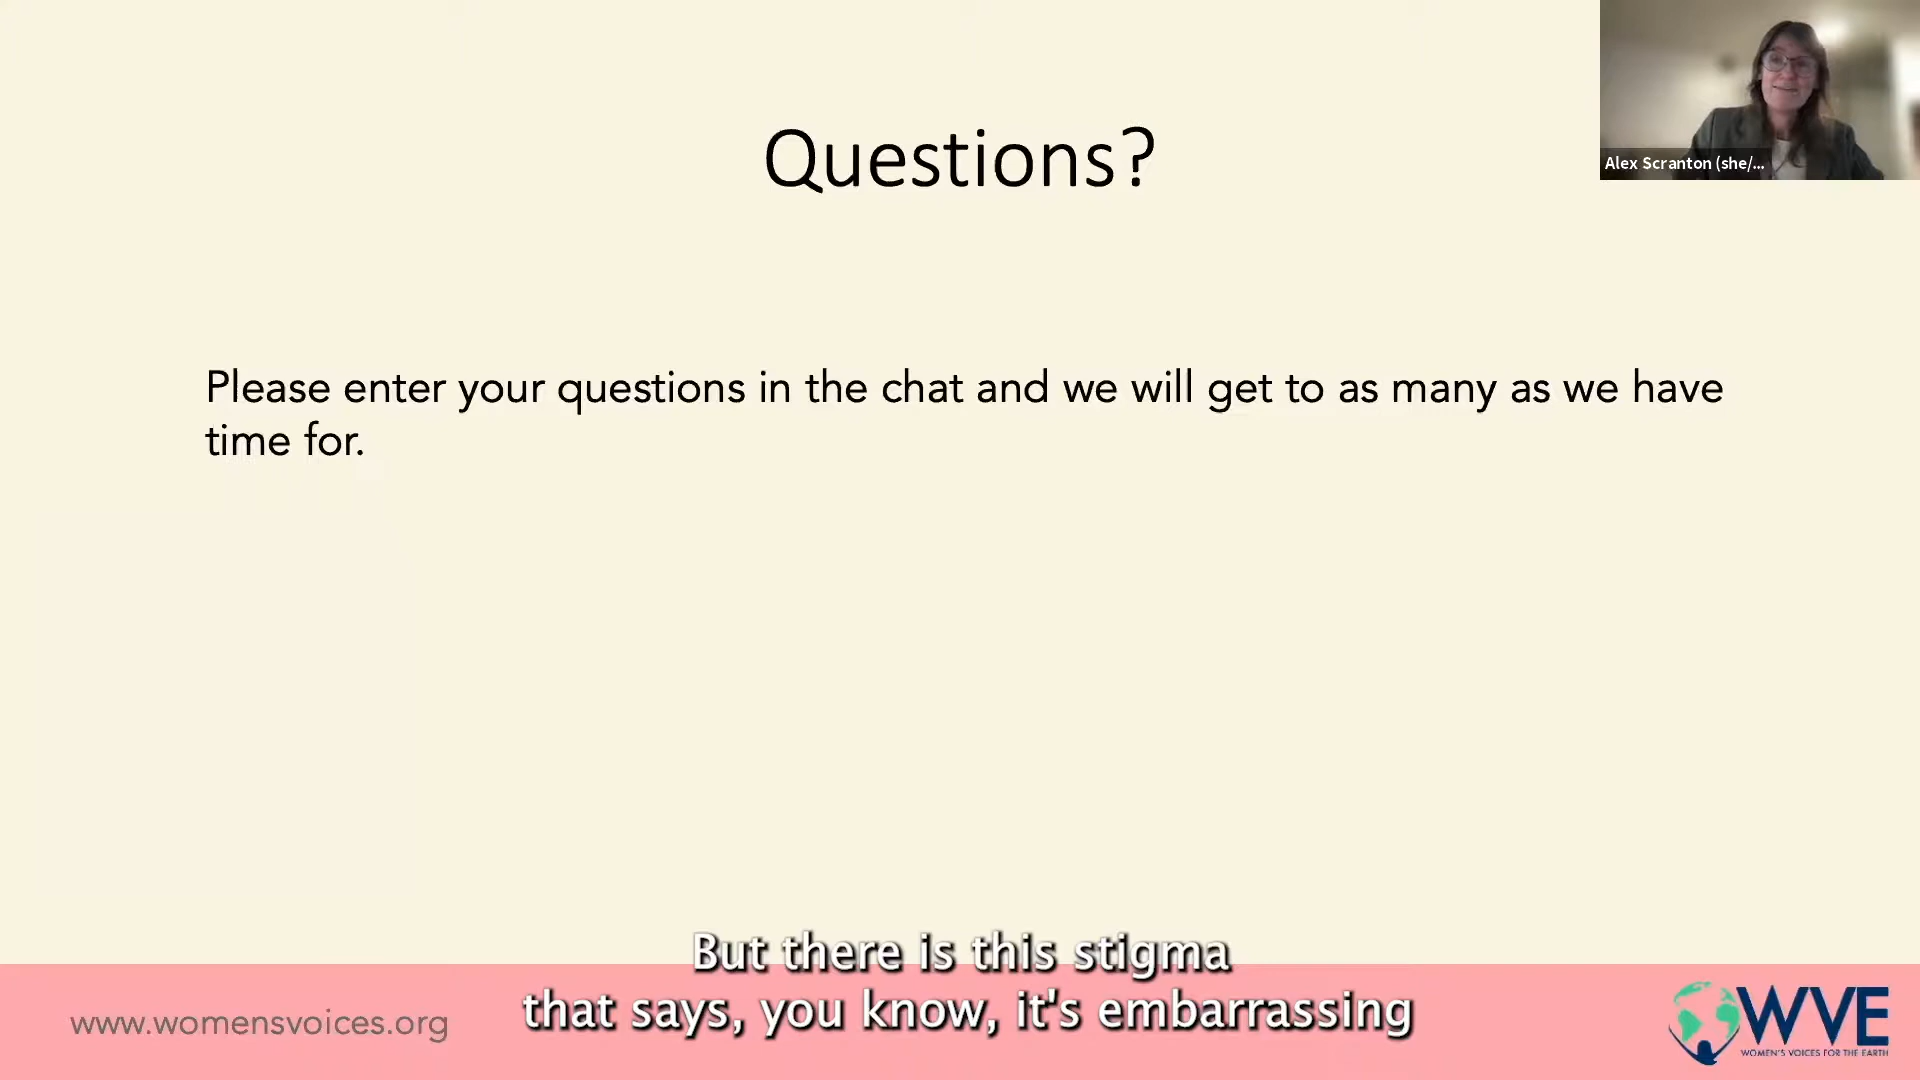 Questions?
Alex Scranton (she/...
Please enter your questions in the chat and we will get to as many as we have
time for.
But there is this stigma
that says, you know, it's embarrassing
www.womensvoices.org
WVE
WOMEN'S VOICES FOR THE EARTH